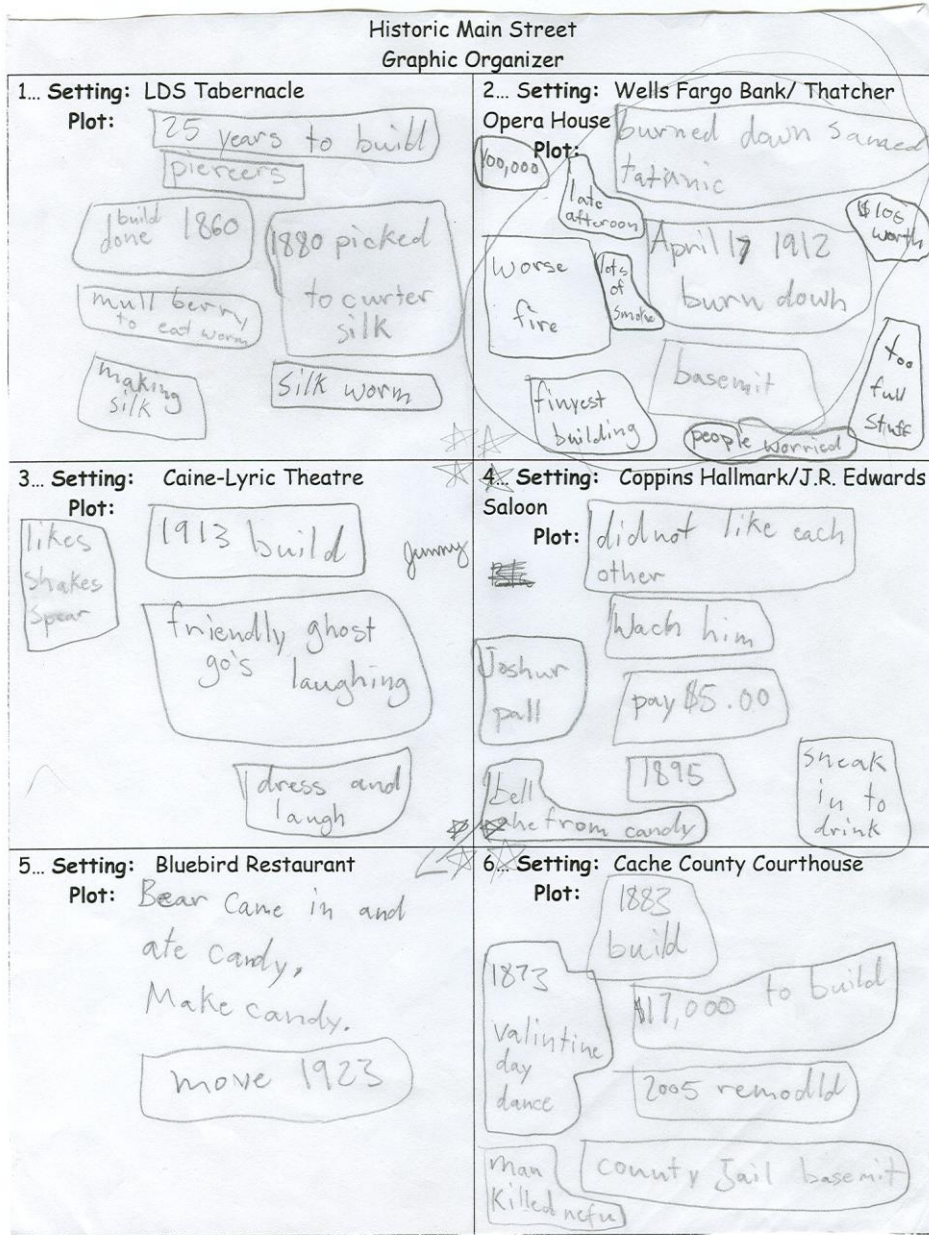 Historic Main Street
Graphic Organizer
1... Setting: LDS Tabernacle
Plot:
25 years to build
pieneers
build
done 1860
1880 picked
to curter
silk
mull berry
to eat worm
making
silk
silk worm
2... Setting: Wells Fargo Bank/ Thatcher
Opera House
Plot:
burned down
tatianic
100,000
late
afternoon
$100
worth
April 17 1912
burn down
worse
fire
lots
of
smoke
too
full
stuff
basemit
finyest
building
people worried
3... Setting: Caine-Lyric Theatre
Plot:
1913 build
likes
shakes
spear
friendly ghost
go's laughing
dress and
laugh
4... Setting: Coppins Hallmark/J.R. Edwards
Saloon
Plot:
did not like each
other
Wach him
Joshur
pall
pay $5.00
1895
sneak
in to
drink
bell
from candy
5... Setting: Bluebird Restaurant
Plot:
Bear came in and
ate candy,
Make candy.
move 1923
6... Setting: Cache County Courthouse
Plot:
1883
build
1873
valintine
day
dance
$17,000 to build
2005 remodld
man
killed nefu
county Jail basemit